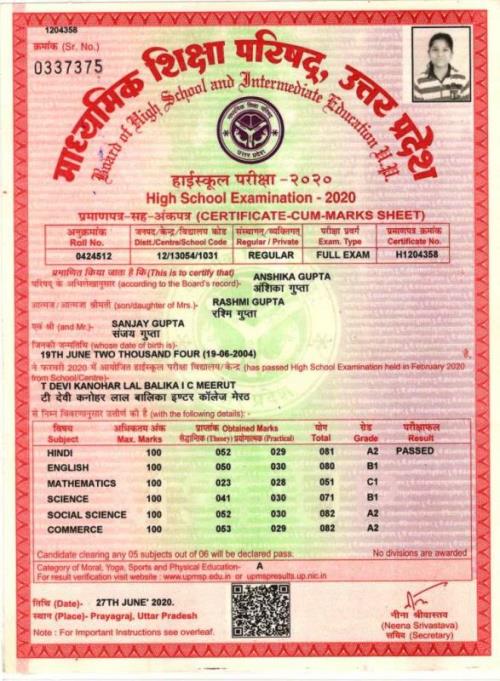 1204358
क्रमांक (Sr. No.)
0337375
माध्यमिक शिक्षा परिषद्, उत्तर प्रदेश
Board of High School and Intermediate Education U.P.
उत्तर प्रदेश
हाईस्कूल परीक्षा -२०२०
High School Examination - 2020
प्रमाणपत्र-सह-अंकपत्र (CERTIFICATE-CUM-MARKS SHEET)
अनुक्रमांक जनपद/केन्द्र/विद्यालय कोड संस्थागत/व्यक्तिगत परीक्षा प्रवर्ग प्रमाणपत्र क्रमांक
Roll No. Distt./Centre/School Code Regular / Private Exam. Type Certificate No.
0424512 12/13054/1031 REGULAR FULL EXAM H1204358
प्रमाणित किया जाता है कि (This is to certify that) ANSHIKA GUPTA
परिषद् के अभिलेखानुसार (according to the Board's record)- अंशिका गुप्ता
आत्मज / आत्मजा श्रीमती (son/daughter of Mrs.)- RASHMI GUPTA
रश्मि गुप्ता
एवं श्री (and Mr.)- SANJAY GUPTA
संजय गुप्ता
जिनकी जन्मतिथि (whose date of birth is)-
19TH JUNE TWO THOUSAND FOUR (19-06-2004) है,
ने फरवरी 2020 में आयोजित हाईस्कूल परीक्षा विद्यालय/केन्द्र (has passed High School Examination held in February 2020
from School/Centre)-
T DEVI KANOHAR LAL BALIKA I C MEERUT
टी देवी कनोहर लाल बालिका इण्टर कॉलेज मेरठ
से निम्न विवरणानुसार उत्तीर्ण की है (with the following details):-
विषय अधिकतम अंक प्राप्तांक Obtained Marks योग ग्रेड परीक्षाफल
Subject Max. Marks सैद्धान्तिक (Theory) प्रयोगात्मक (Practical) Total Grade Result
HINDI 100 052 029 081 A2 PASSED
ENGLISH 100 050 030 080 B1
MATHEMATICS 100 023 028 051 C1
SCIENCE 100 041 030 071 B1
SOCIAL SCIENCE 100 052 030 082 A2
COMMERCE 100 053 029 082 A2
Candidate clearing any 05 subjects out of 06 will be declared pass. No divisions are awarded
Category of Moral, Yoga, Sports and Physical Education- A
For result verification visit website : www.upmsp.edu.in or upmspresults.up.nic.in
तिथि (Date)- 27TH JUNE' 2020.
स्थान (Place)- Prayagraj, Uttar Pradesh
Note : For Important Instructions see overleaf.
नीना श्रीवास्तव
(Neena Srivastava)
सचिव (Secretary)